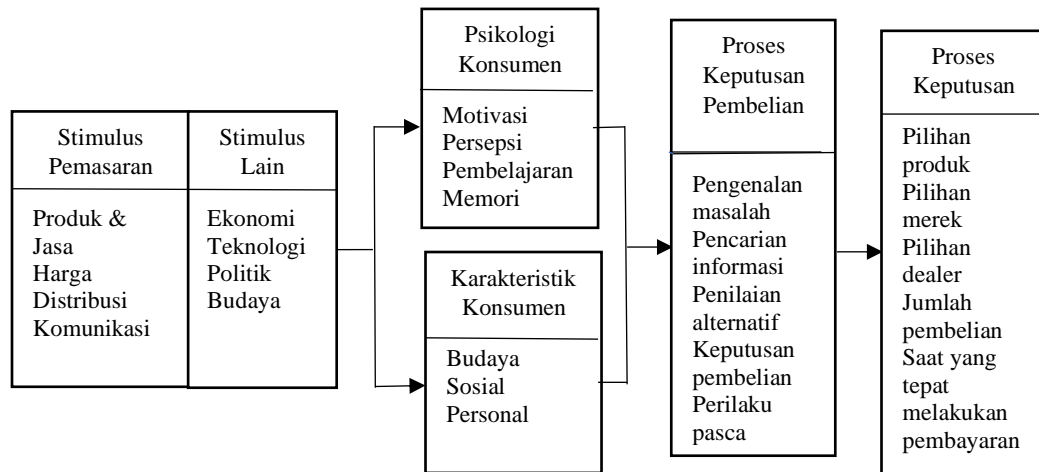 Stimulus
Pemasaran
Produk &
Jasa
Harga
Distribusi
Komunikasi
Stimulus
Lain
Ekonomi
Teknologi
Politik
Budaya
Psikologi
Konsumen
Motivasi
Persepsi
Pembelajaran
Memori
Karakteristik
Konsumen
Budaya
Sosial
Personal
Proses
Keputusan
Pembelian
Pengenalan
masalah
Pencarian
informasi
Penilaian
alternatif
Keputusan
pembelian
Perilaku
pasca
Proses
Keputusan
Pilihan
produk
Pilihan
merek
Pilihan
dealer
Jumlah
pembelian
Saat yang
tepat
melakukan
pembayaran